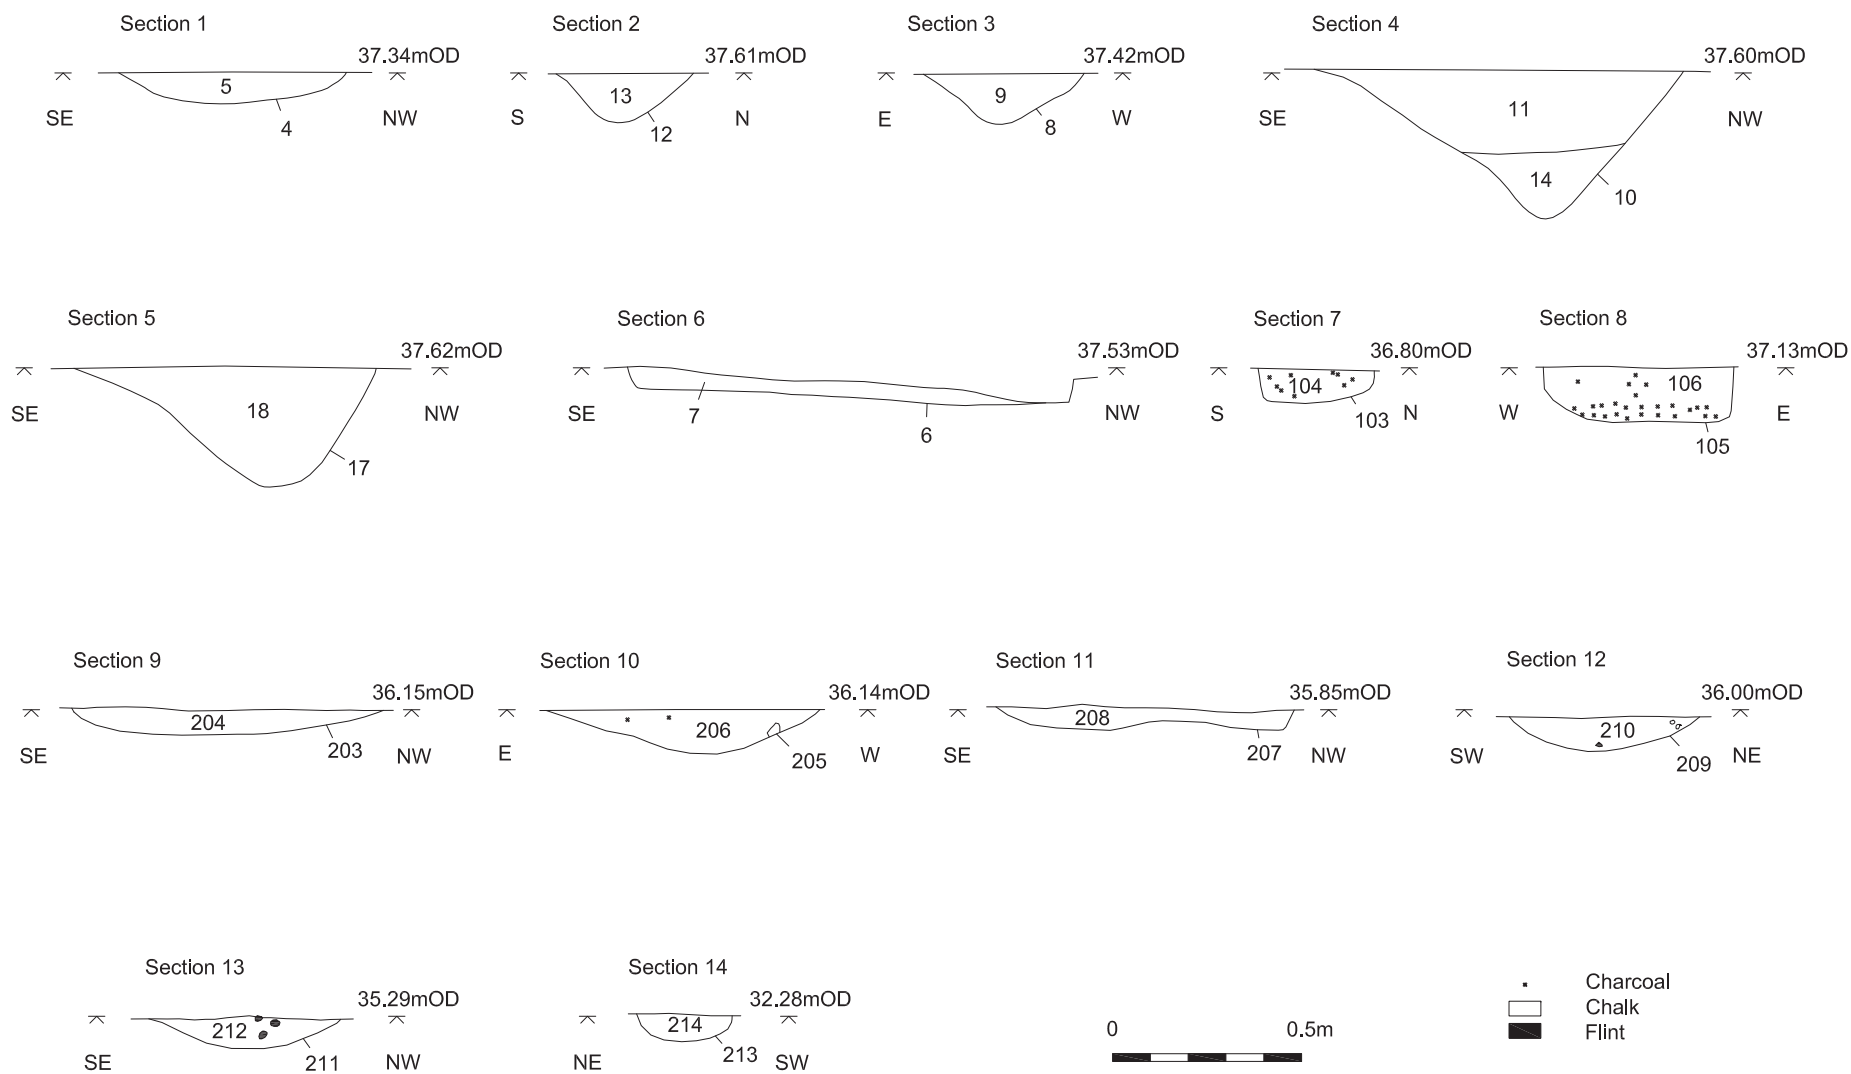 Section 1
37.34mOD
5
SE
NW
4
Section 2
37.61mOD
13
S
N
12
Section 3
37.42mOD
9
E
W
8
Section 4
37.60mOD
11
SE
NW
14
10
Section 5
37.62mOD
18
SE
NW
17
Section 6
37.53mOD
SE
7
NW
6
Section 7
36.80mOD
104
S
103
N
Section 8
37.13mOD
106
W
E
105
Section 9
36.15mOD
204
SE
203
NW
Section 10
36.14mOD
206
E
205
W
Section 11
35.85mOD
208
SE
207
NW
Section 12
36.00mOD
210
SW
209
NE
Section 13
35.29mOD
212
SE
211
NW
Section 14
32.28mOD
214
NE
213
SW
0
0.5m
Charcoal
Chalk
Flint